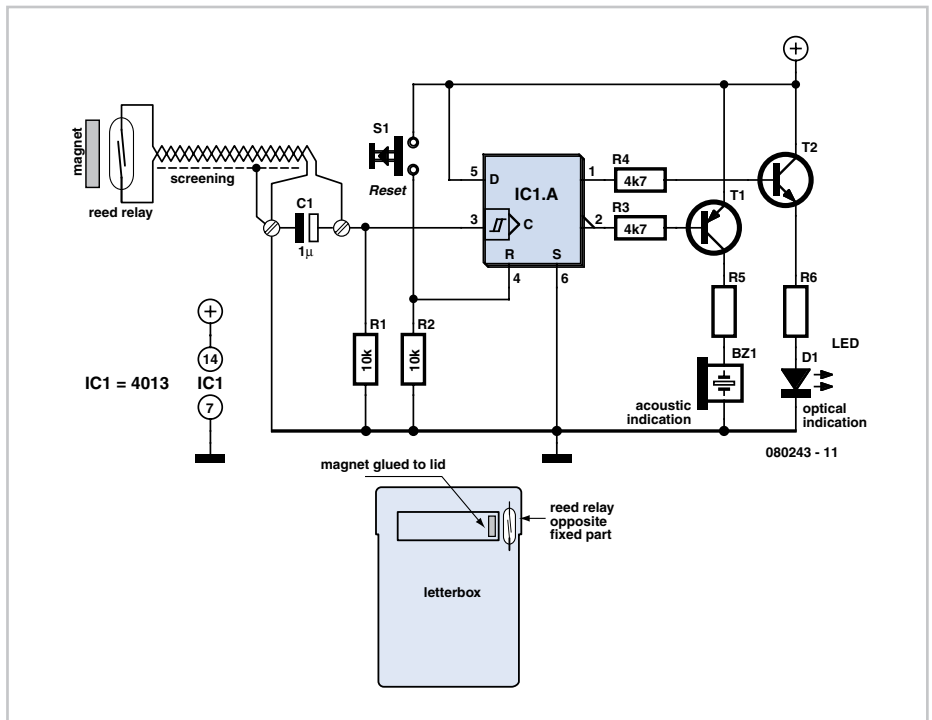 magnet
reed relay
screening
C1
1µ
S1
Reset
5
D
IC1.A
3
C
R
S
4
6
1
2
R4
4k7
R3
4k7
T1
T2
R5
R6
BZ1
D1
LED
acoustic
indication
optical
indication
R1
10k
R2
10k
+
+
14
IC1
7
IC1 = 4013
080243 - 11
magnet glued to lid
reed relay
opposite
fixed part
letterbox